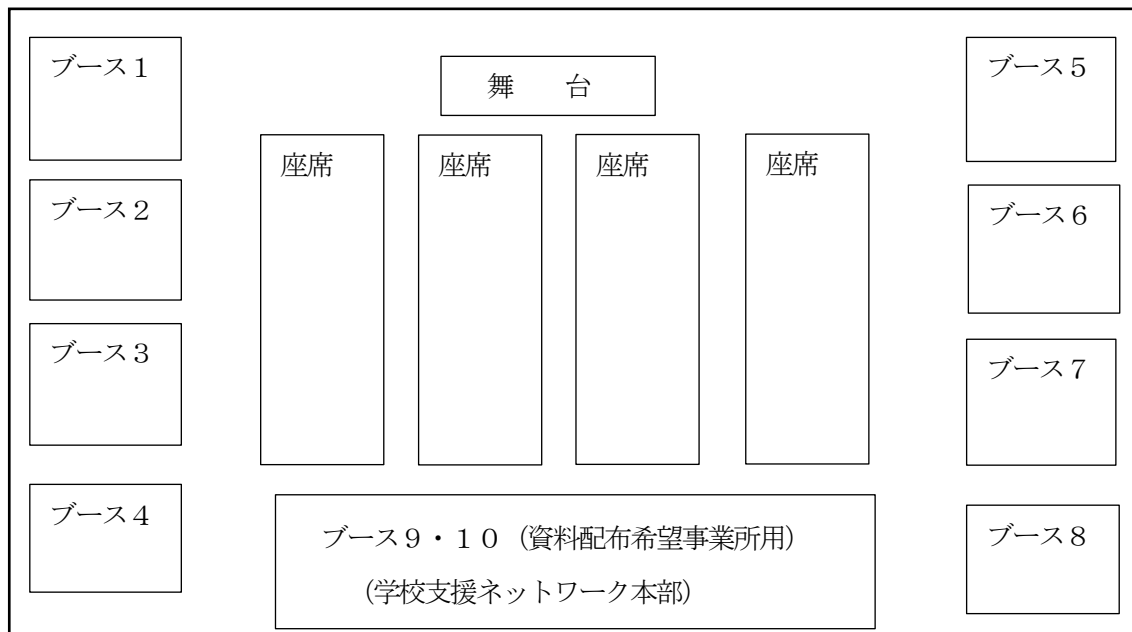 ブース１
ブース５
舞　　台
座席
座席
座席
座席
ブース２
ブース６
ブース３
ブース７
ブース４
ブース８
ブース９・１０（資料配布希望事業所用）
（学校支援ネットワーク本部）